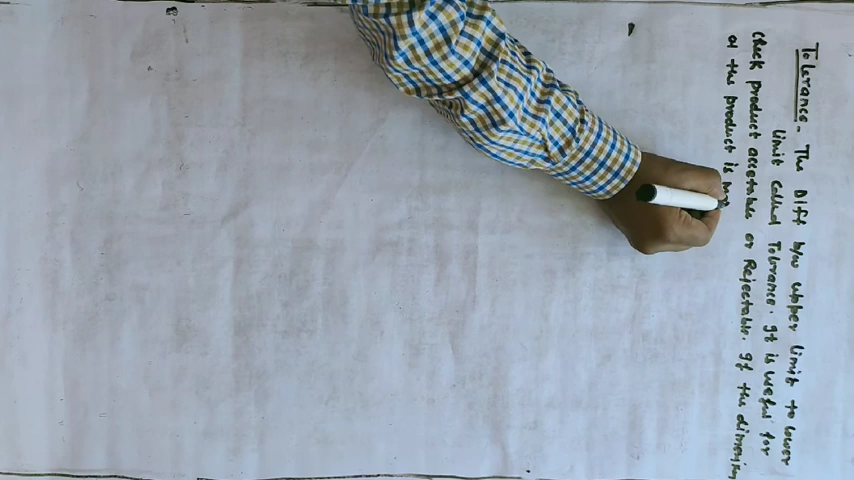 Tolerance - The Diff b/w upper limit to lower
limit called Tolerance. It is useful for
check product acceptable or Rejectable. If the dimension
of the product is